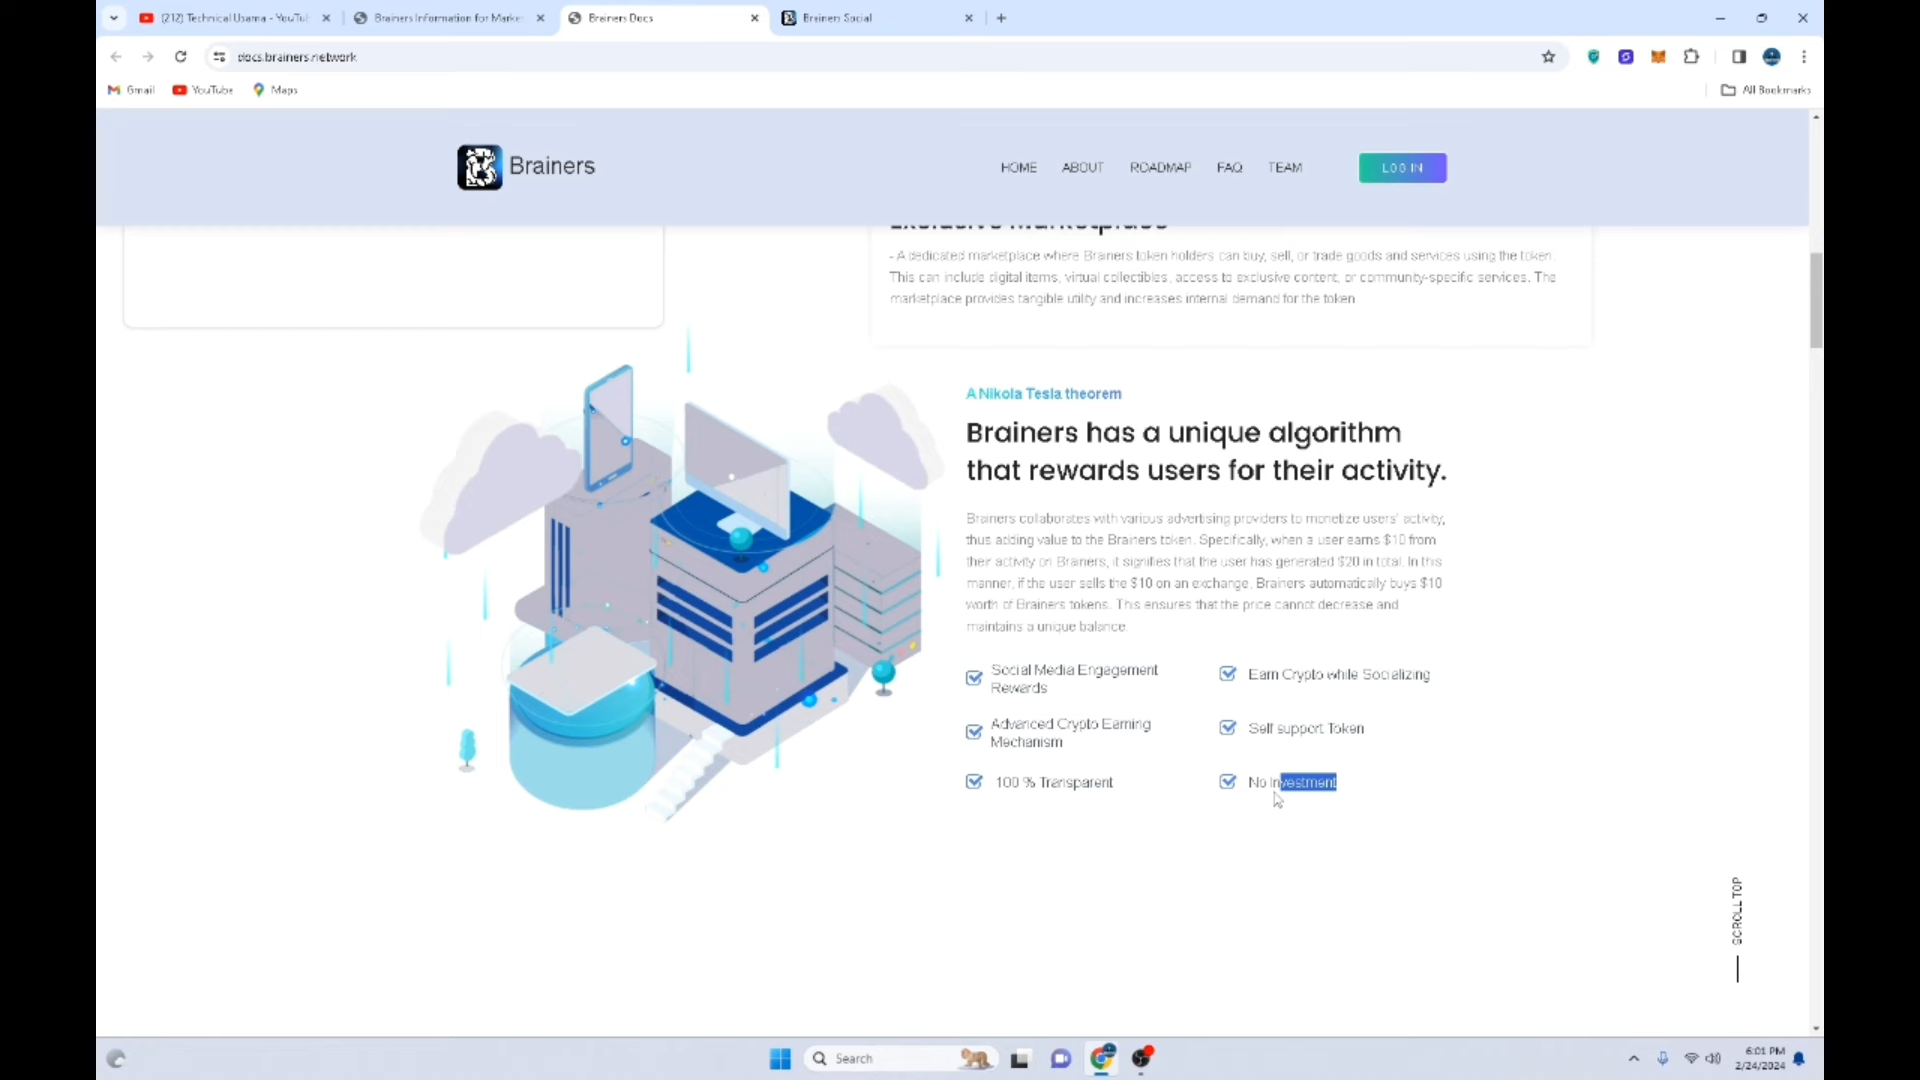 (212) Technical Usama - YouTu
Brainers Information for Marke
Brainers Docs
Brainers Social
docs.brainers.network
Gmail
YouTube
Maps
All Bookmarks
Brainers
HOME
ABOUT
ROADMAP
FAQ
TEAM
LOG IN
Exclusive Marketplace
- A dedicated marketplace where Brainers token holders can buy, sell, or trade goods and services using the token.
This can include digital items, virtual collectibles, access to exclusive content, or community-specific services. The
marketplace provides tangible utility and increases internal demand for the token
A Nikola Tesla theorem
Brainers has a unique algorithm
that rewards users for their activity.
Brainers collaborates with various advertising providers to monetize users' activity,
thus adding value to the Brainers token. Specifically, when a user earns $10 from
their activity on Brainers, it signifies that the user has generated $20 in total. In this
manner, if the user sells the $10 on an exchange, Brainers automatically buys $10
worth of Brainers tokens. This ensures that the price cannot decrease and
maintains a unique balance.
Social Media Engagement
Rewards
Earn Crypto while Socializing
Advanced Crypto Earning
Mechanism
Self support Token
100 % Transparent
No Investment
SCROLL TOP
Search
6:01 PM
2/24/2024